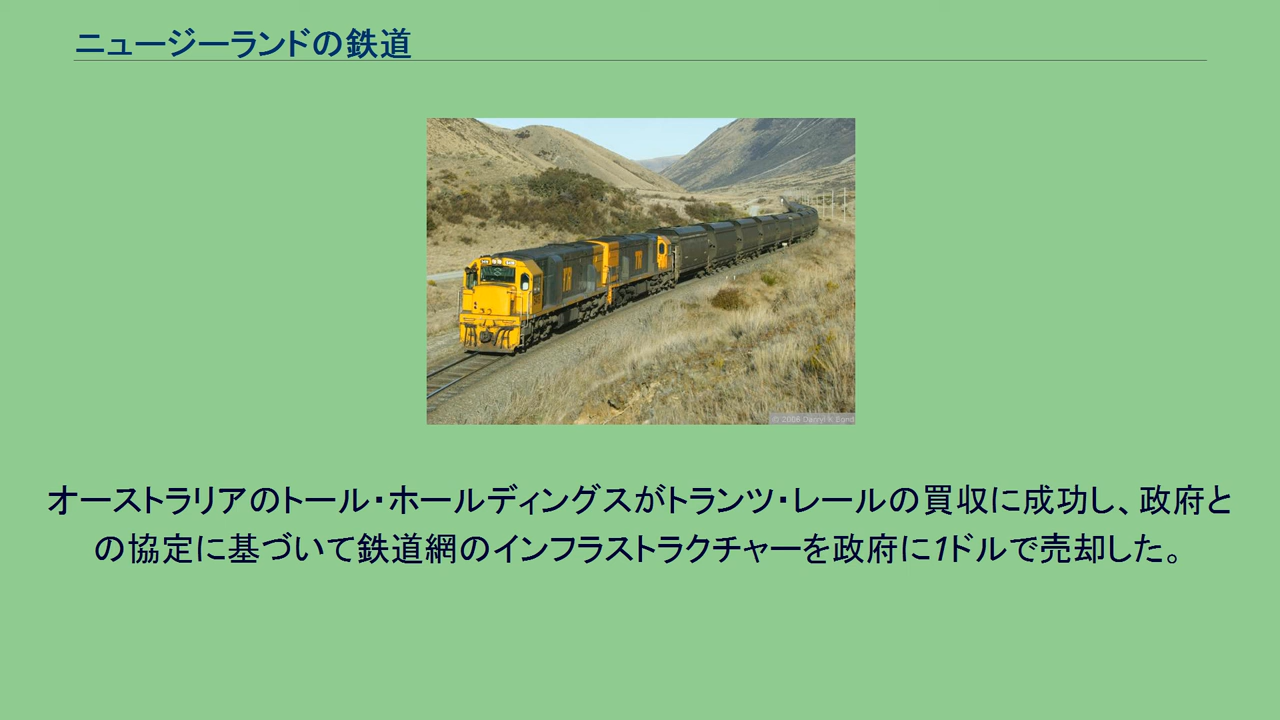 ニュージーランドの鉄道
© 2006 Darryl K Bond
オーストラリアのトール・ホールディングスがトランツ・レールの買収に成功し、政府と
の協定に基づいて鉄道網のインフラストラクチャーを政府に1ドルで売却した。